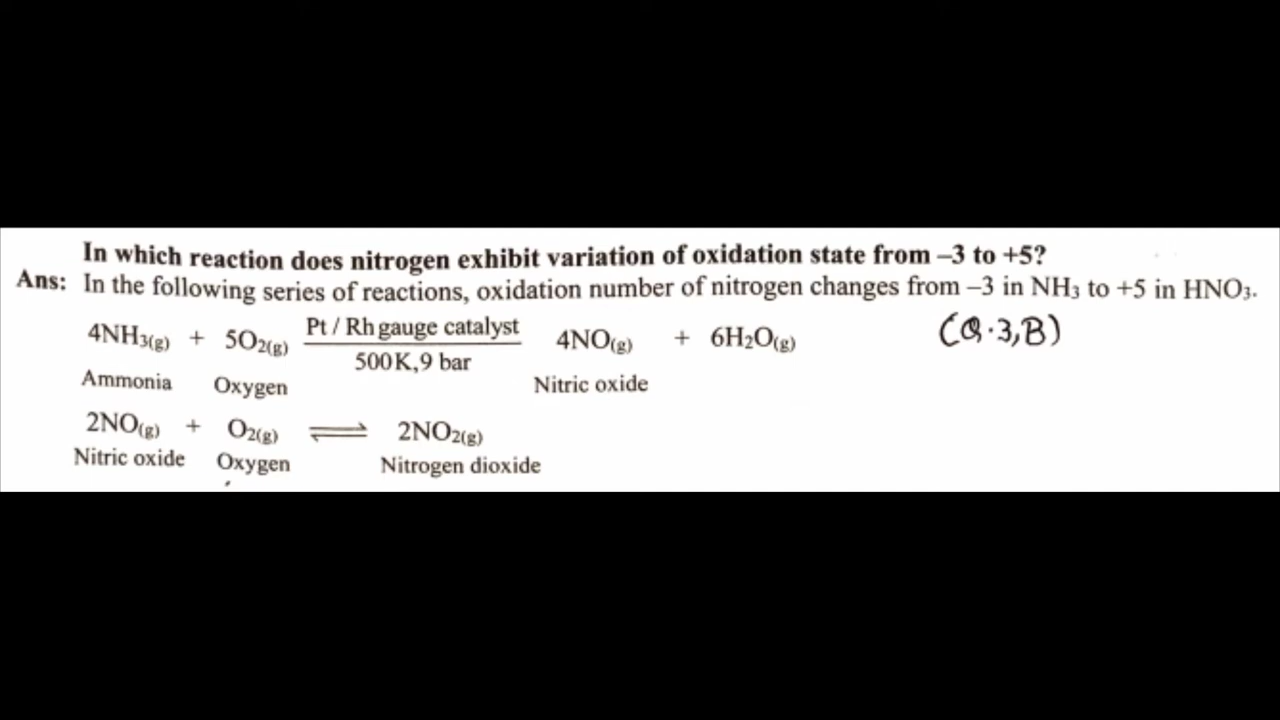 In which reaction does nitrogen exhibit variation of oxidation state from –3 to +5?
Ans: In the following series of reactions, oxidation number of nitrogen changes from –3 in NH₃ to +5 in HNO₃.
4NH₃(g) + 5O₂(g) Pt / Rh gauge catalyst 4NO(g) + 6H₂O(g) (Q.3,B)
500K,9 bar
Ammonia Oxygen Nitric oxide
2NO(g) + O₂(g) ⇌ 2NO₂(g)
Nitric oxide Oxygen Nitrogen dioxide